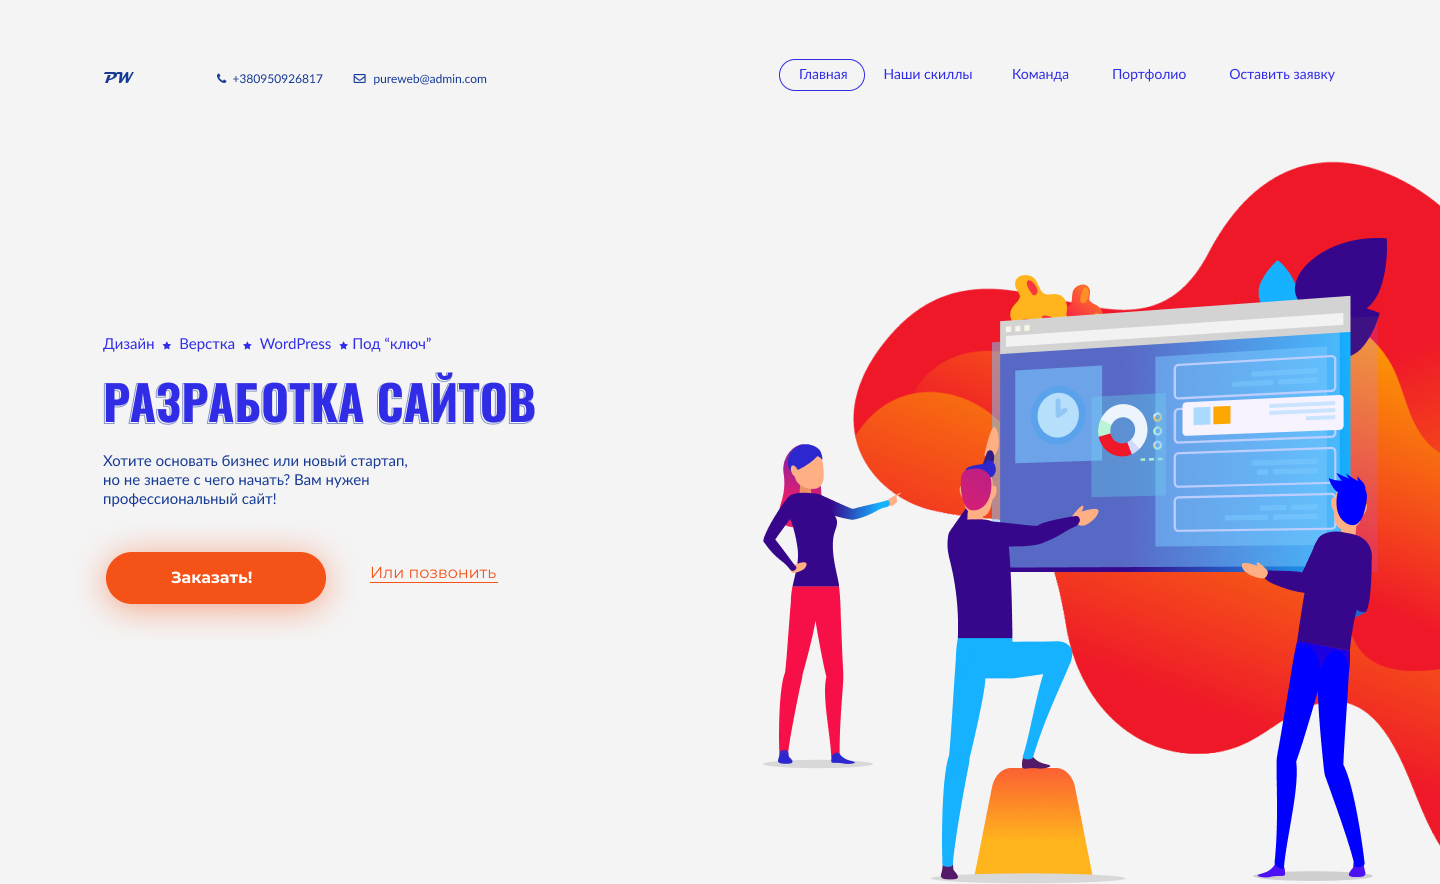 PW
+380950926817
pureweb@admin.com
Главная
Наши скиллы
Команда
Портфолио
Оставить заявку
Дизайн ★ Верстка ★ WordPress ★ Под “ключ”
РАЗРАБОТКА САЙТОВ
Хотите основать бизнес или новый стартап,
но не знаете с чего начать? Вам нужен
профессиональный сайт!
Заказать!
Или позвонить